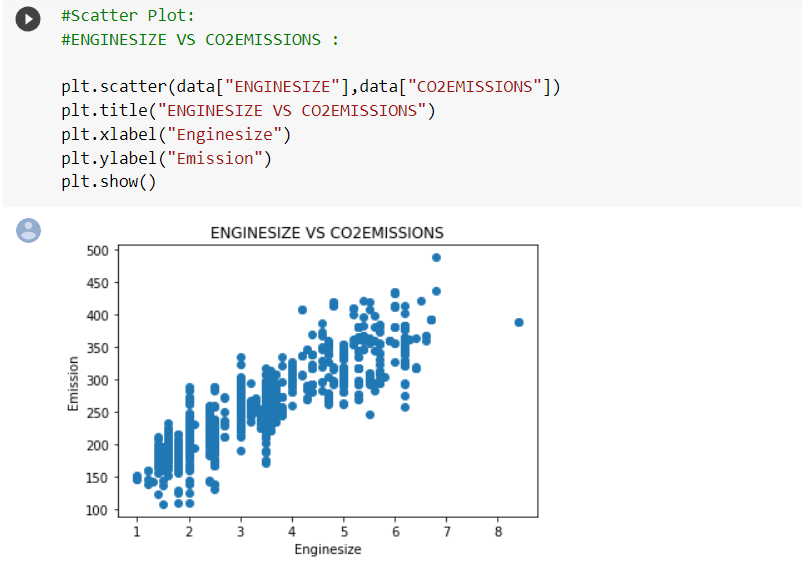 #Scatter Plot:
#ENGINESIZE VS CO2EMISSIONS :
plt.scatter(data["ENGINESIZE"],data["CO2EMISSIONS"])
plt.title("ENGINESIZE VS CO2EMISSIONS")
plt.xlabel("Enginesize")
plt.ylabel("Emission")
plt.show()
ENGINESIZE VS CO2EMISSIONS
500
450
400
350
300
250
200
150
100
Emission
1 2 3 4 5 6 7 8
Enginesize